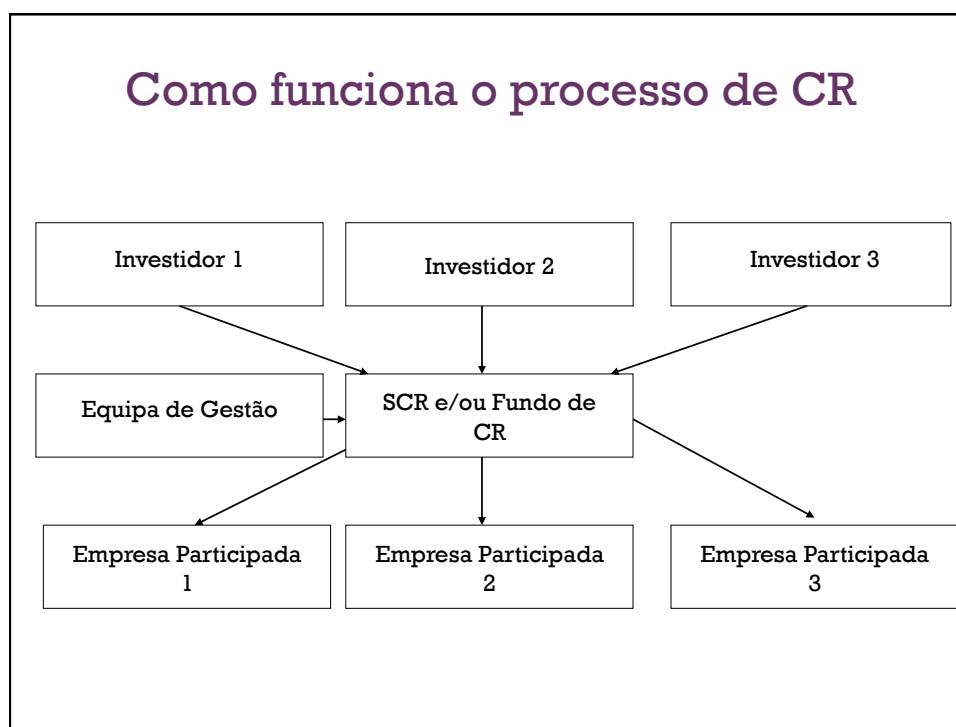 Como funciona o processo de CR
Investidor 1
Investidor 2
Investidor 3
Equipa de Gestão
SCR e/ou Fundo de
CR
Empresa Participada
1
Empresa Participada
2
Empresa Participada
3